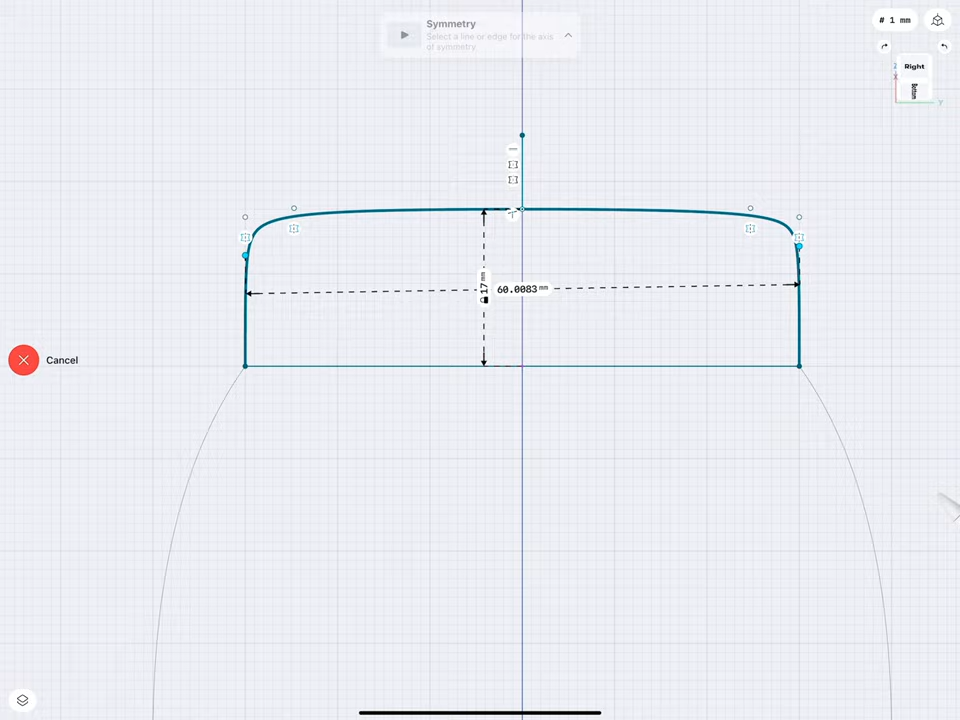 Symmetry
Select a line or edge for the axis
of symmetry
# 1 mm
Right
Z
X
Bottom
Y
17 mm
60.0083 mm
Cancel